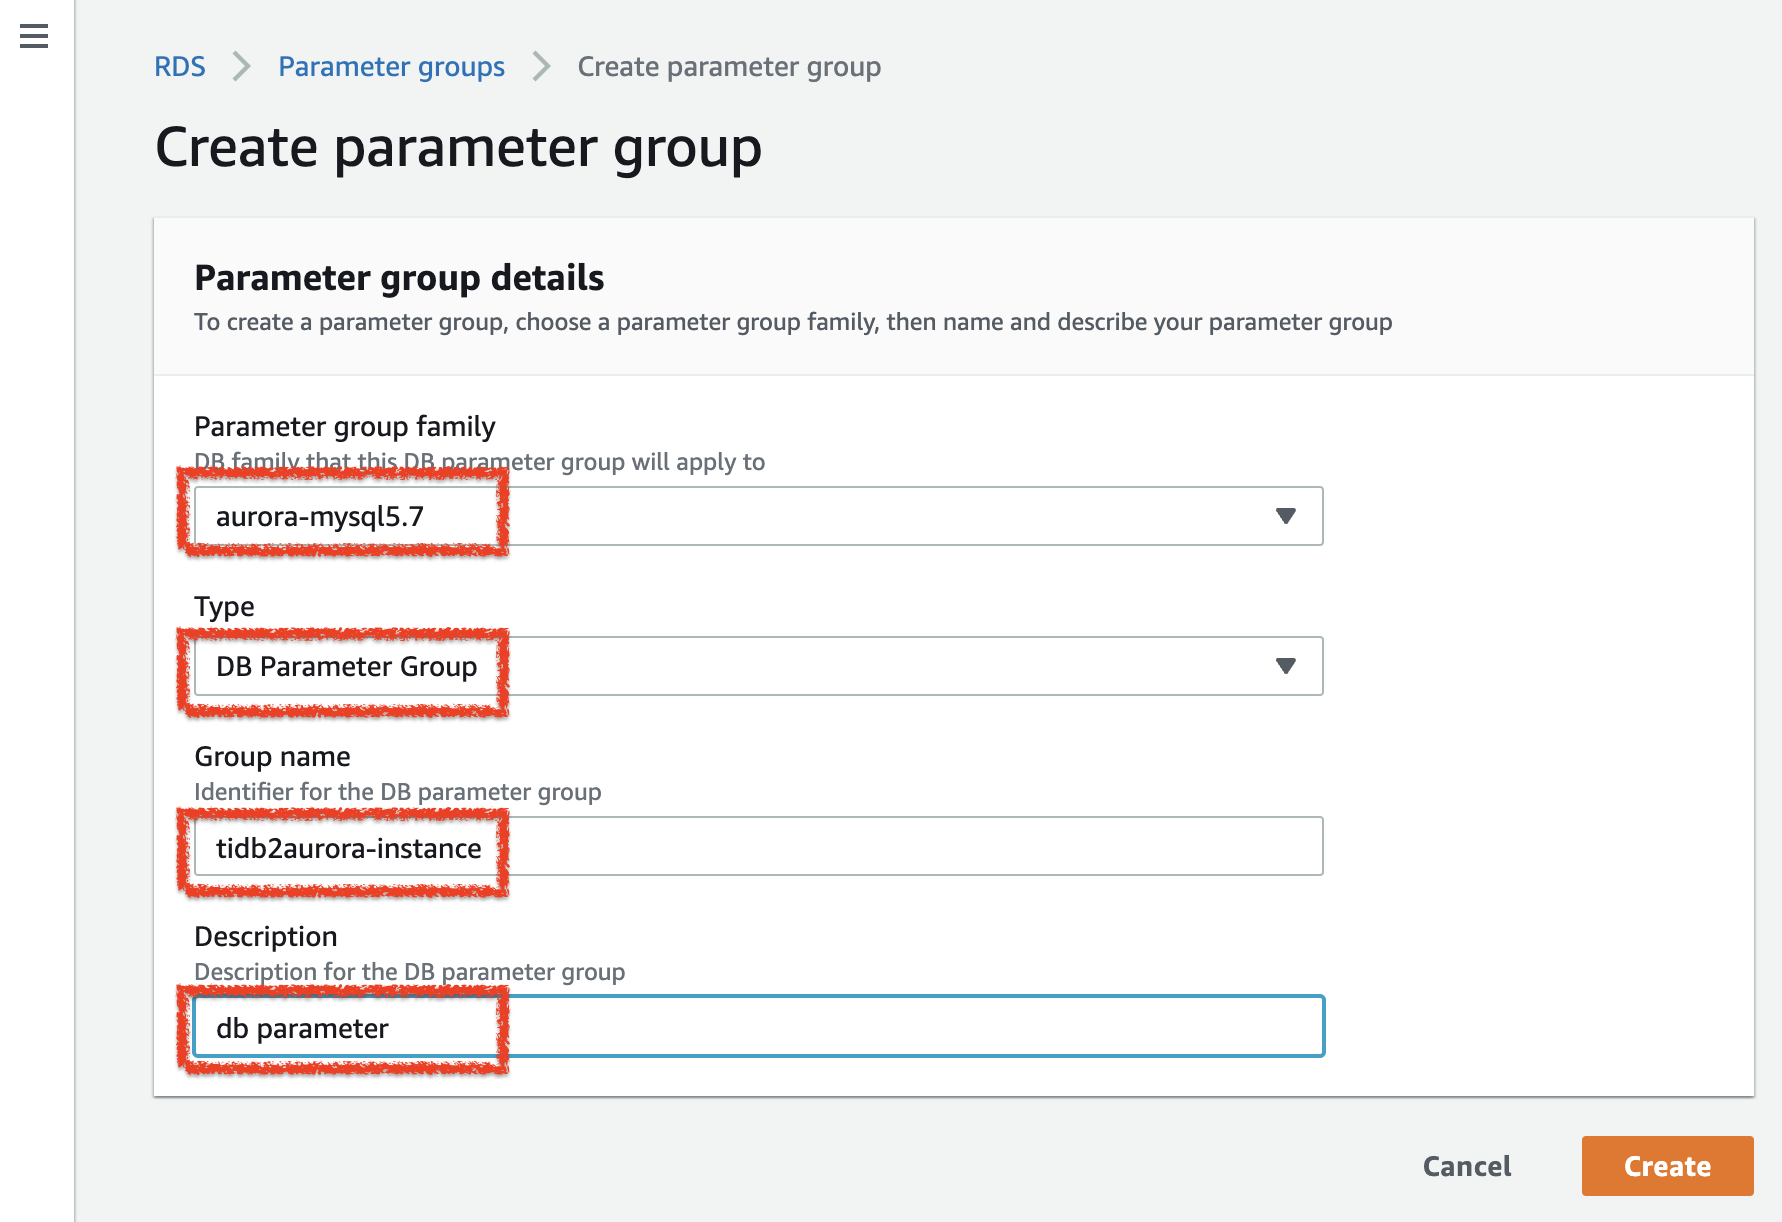 RDS > Parameter groups > Create parameter group
Create parameter group
Parameter group details
To create a parameter group, choose a parameter group family, then name and describe your parameter group
Parameter group family
DB family that this DB parameter group will apply to
aurora-mysql5.7
Type
DB Parameter Group
Group name
Identifier for the DB parameter group
tidb2aurora-instance
Description
Description for the DB parameter group
db parameter
Cancel
Create